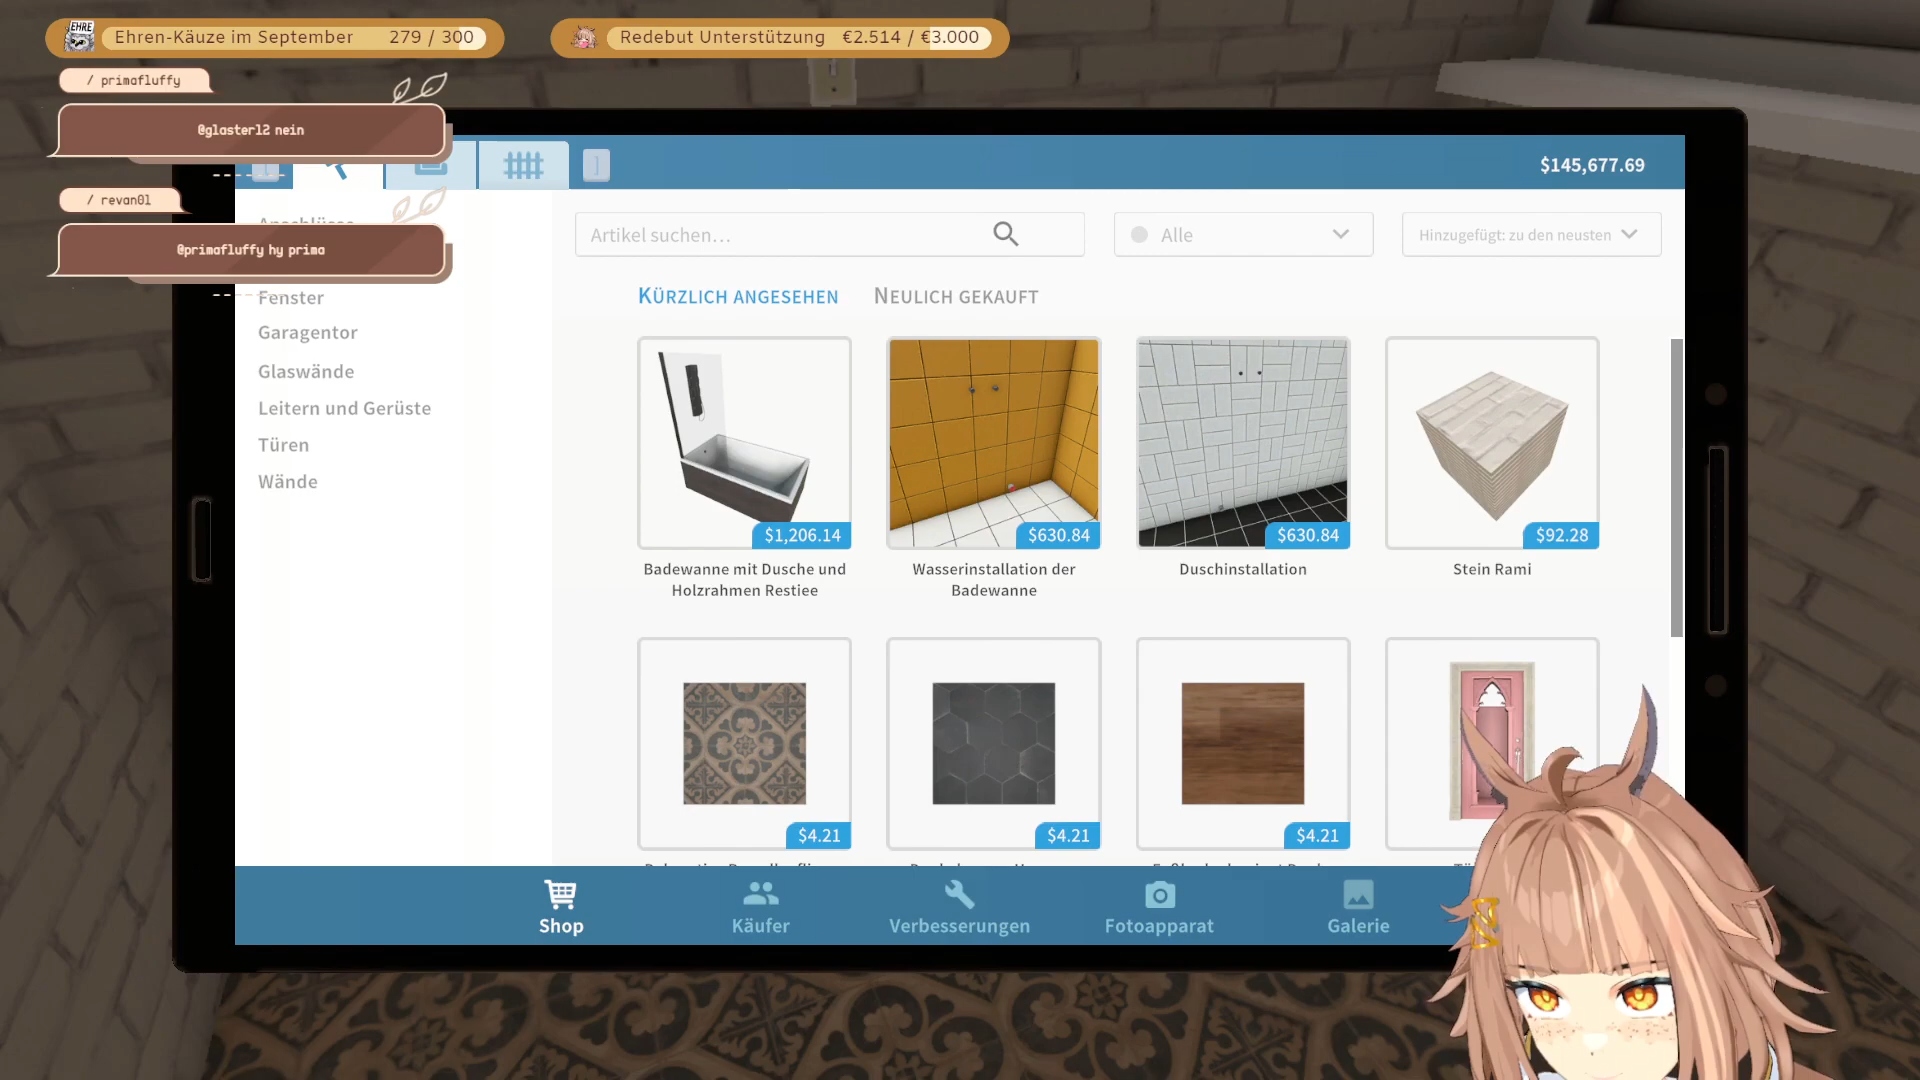 EHRE
Ehren-Käuze im September 279 / 300
Redebut Unterstützung €2.514 / €3.000
/ primafluffy
@glaster12 nein
/ revan01
@primafluffy hy prima
$145,677.69
Fenster
Garagentor
Glaswände
Leitern und Gerüste
Türen
Wände
Artikel suchen...
Alle
Hinzugefügt: zu den neusten
KÜRZLICH ANGESEHEN
NEULICH GEKAUFT
$1,206.14
$630.84
$630.84
$92.28
Badewanne mit Dusche und
Holzrahmen Restiee
Wasserinstallation der
Badewanne
Duschinstallation
Stein Rami
$4.21
$4.21
$4.21
Shop
Käufer
Verbesserungen
Fotoapparat
Galerie